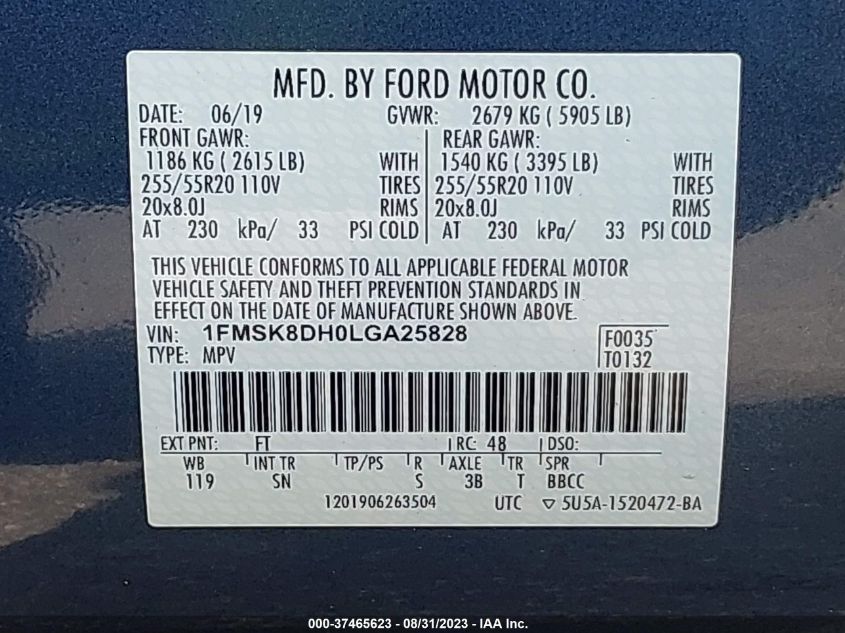 MFD. BY FORD MOTOR CO.
DATE: 06/19 GVWR: 2679 KG ( 5905 LB)
FRONT GAWR: REAR GAWR:
1186 KG ( 2615 LB) WITH 1540 KG ( 3395 LB) WITH
255/55R20 110V TIRES 255/55R20 110V TIRES
20x8.0J RIMS 20x8.0J RIMS
AT 230 kPa/ 33 PSI COLD AT 230 kPa/ 33 PSI COLD
THIS VEHICLE CONFORMS TO ALL APPLICABLE FEDERAL MOTOR
VEHICLE SAFETY AND THEFT PREVENTION STANDARDS IN
EFFECT ON THE DATE OF MANUFACTURE SHOWN ABOVE.
VIN: 1FMSK8DH0LGA25828 F0035
TYPE: MPV T0132
EXT PNT: FT RC: 48 DSO:
WB INT TR TP/PS R AXLE TR SPR
119 SN S 3B T BBCC
1201906263504 UTC ▽ 5U5A-1520472-BA
000-37465623 - 08/31/2023 - IAA Inc.